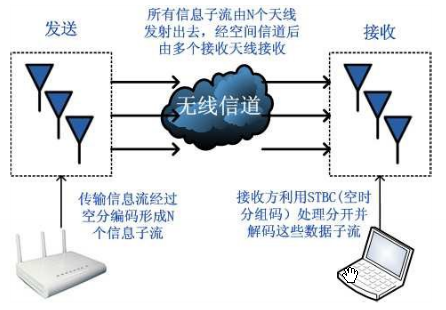 所有信息子流由N个天线
发射出去，经空间信道后
由多个接收天线接收
发送
接收
无线信道
传输信息流经过
空分编码形成N
个信息子流
接收方利用STBC(空时
分组码）处理分开并
解码这些数据子流